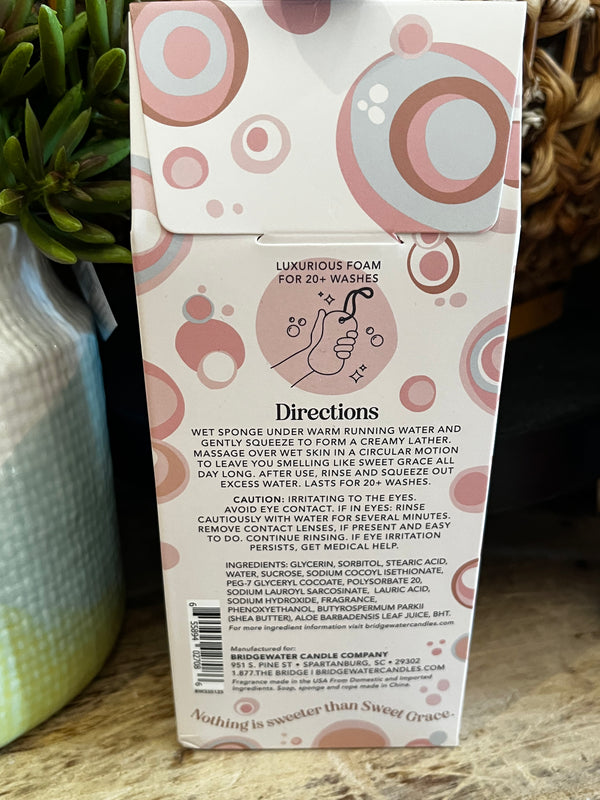 LUXURIOUS FOAM
FOR 20+ WASHES
Directions
WET SPONGE UNDER WARM RUNNING WATER AND
GENTLY SQUEEZE TO FORM A CREAMY LATHER.
MASSAGE OVER WET SKIN IN A CIRCULAR MOTION
TO LEAVE YOU SMELLING LIKE SWEET GRACE ALL
DAY LONG. AFTER USE, RINSE AND SQUEEZE OUT
EXCESS WATER. LASTS FOR 20+ WASHES.
CAUTION: IRRITATING TO THE EYES.
AVOID EYE CONTACT. IF IN EYES: RINSE
CAUTIOUSLY WITH WATER FOR SEVERAL MINUTES.
REMOVE CONTACT LENSES, IF PRESENT AND EASY
TO DO. CONTINUE RINSING. IF EYE IRRITATION
PERSISTS, GET MEDICAL HELP.
INGREDIENTS: GLYCERIN, SORBITOL, STEARIC ACID,
WATER, SUCROSE, SODIUM COCOYL ISETHIONATE,
PEG-7 GLYCERYL COCOATE, POLYSORBATE 20,
SODIUM LAUROYL SARCOSINATE, LAURIC ACID,
SODIUM HYDROXIDE, FRAGRANCE,
PHENOXYETHANOL, BUTYROSPERMUM PARKII
(SHEA BUTTER), ALOE BARBADENSIS LEAF JUICE, BHT.
For more ingredient information visit bridgewatercandles.com
Manufactured for:
BRIDGEWATER CANDLE COMPANY
951 S. PINE ST • SPARTANBURG, SC • 29302
1.877.THE BRIDGE | BRIDGEWATERCANDLES.COM
Fragrance made in the USA From Domestic and Imported
Ingredients. Soap, sponge and rope made in China.
6 55894 02708 6
Nothing is sweeter than Sweet Grace.